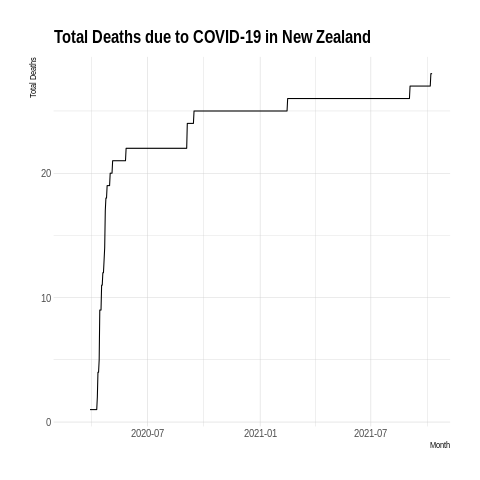 Total Deaths due to COVID-19 in New Zealand
Total Deaths
20
10
0
2020-07 2021-01 2021-07
Month